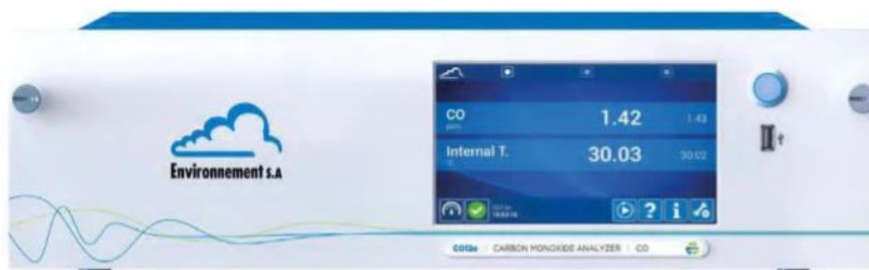 CO 1.42 1.43
ppm
Internal T. 30.03 30.02
°C
Environnement S.A
? i
CO12e CARBON MONOXIDE ANALYZER CO